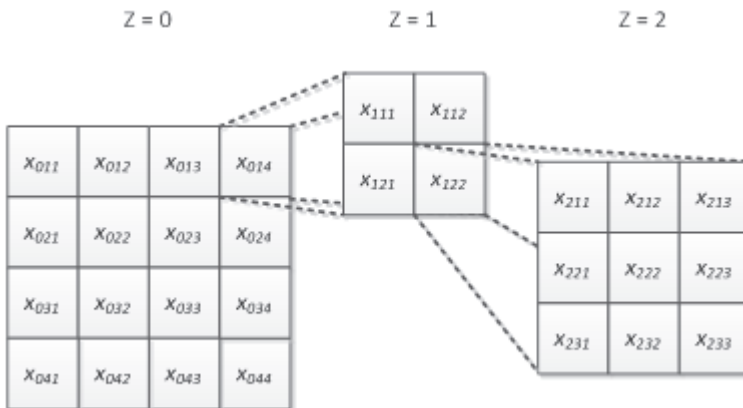 Z = 0 Z = 1 Z = 2
x011 x012 x013 x014
x021 x022 x023 x024
x031 x032 x033 x034
x041 x042 x043 x044
x111 x112
x121 x122
x211 x212 x213
x221 x222 x223
x231 x232 x233